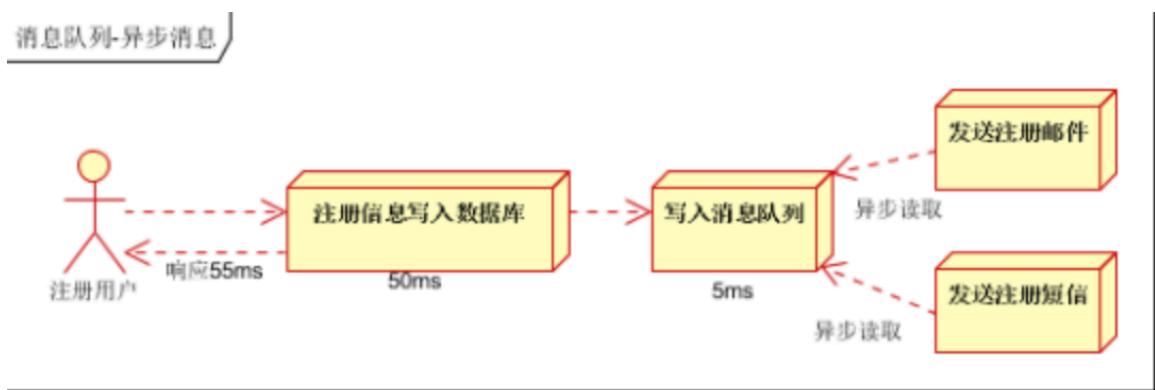 消息队列-异步消息
发送注册邮件
注册信息写入数据库
写入消息队列
异步读取
响应55ms
50ms
5ms
注册用户
发送注册短信
异步读取